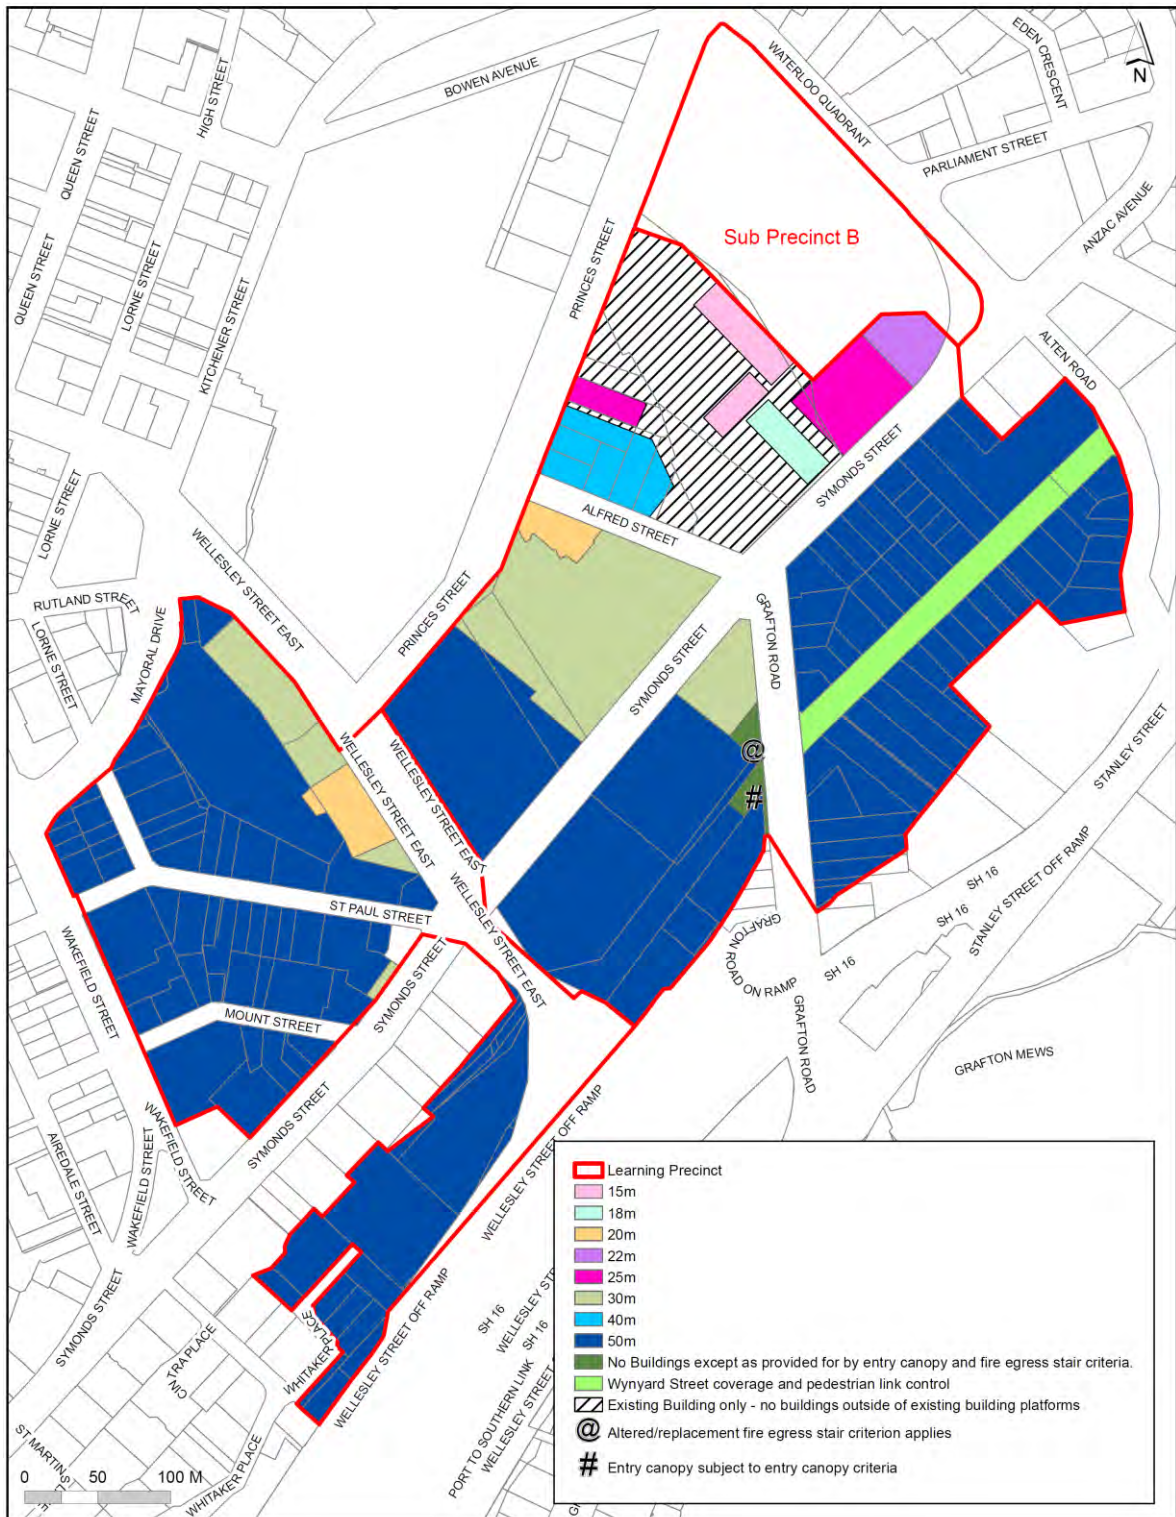 EDEN CRESCENT
WATERLOO QUADRANT
HIGH STREET
BOWEN AVENUE
N
QUEEN STREET
PARLIAMENT STREET
ANZAC AVENUE
QUEEN STREET
LORNE STREET
PRINCES STREET
Sub Precinct B
KITCHENER STREET
ALTEN ROAD
SYMONDS STREET
LORNE STREET
ALFRED STREET
WELLESLEY STREET EAST
RUTLAND STREET
PRINCES STREET
GRAFTON ROAD
LORNE STREET
MAYORAL DRIVE
SYMONDS STREET
STANLEY STREET
@
#
WELLESLEY STREET EAST
WELLESLEY STREET EAST
STANLEY STREET OFF RAMP
SH 16
SH 16
ST PAUL STREET
WELLESLEY STREET EAST
GRAFTON
ROAD ON RAMP
SH 16
WAKEFIELD STREET
SYMONDS STREET
MOUNT STREET
GRAFTON ROAD
GRAFTON MEWS
SYMONDS STREET
WAKEFIELD STREET
AIREDALE STREET
WAKEFIELD STREET
WELLESLEY STREET OFF RAMP
SYMONDS STREET
WELLESLEY STREET OFF RAMP
SH 16
SH 16
CINTRA PLACE
WHITAKER PLACE
ST MARTINS
WHITAKER PLACE
PORT TO SOUTHERN LINK
WELLESLEY STREET
Learning Precinct
15m
18m
20m
22m
25m
30m
40m
50m
No Buildings except as provided for by entry canopy and fire egress stair criteria.
Wynyard Street coverage and pedestrian link control
Existing Building only - no buildings outside of existing building platforms
@ Altered/replacement fire egress stair criterion applies
# Entry canopy subject to entry canopy criteria
0 50 100 M